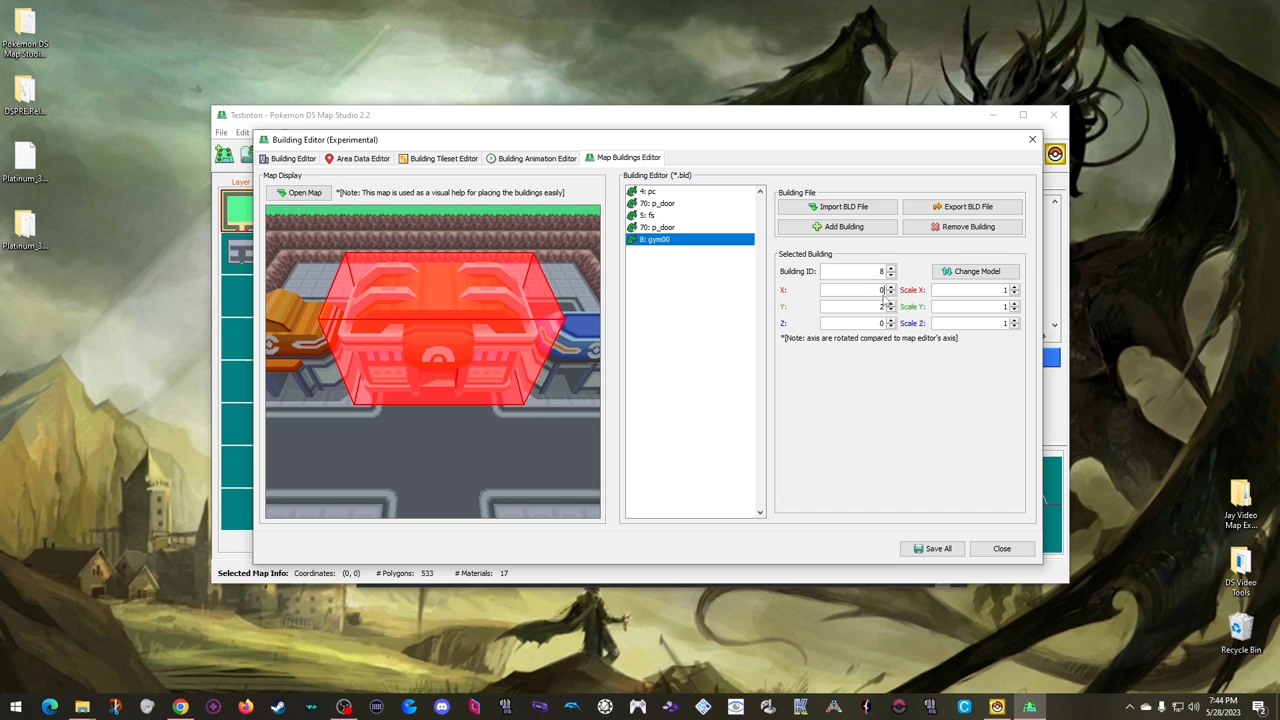 Pokemon DS
Map Studi...
DSPRE.Rel...
Platinum_3...
Platinum_3...
Testinton - Pokemon DS Map Studio 2.2
File Edit
Building Editor (Experimental)
Building Editor Area Data Editor Building Tileset Editor Building Animation Editor Map Buildings Editor
Layer
Map Display
Open Map *[Note: This map is used as a visual help for placing the buildings easily]
Building Editor (*.bld)
4: pc
70: p_door
5: fs
70: p_door
8: gym00
Building File
Import BLD File Export BLD File
Add Building Remove Building
Selected Building
Building ID: 8 Change Model
X: 0 Scale X: 1
Y: 2 Scale Y: 1
Z: 0 Scale Z: 1
*[Note: axis are rotated compared to map editor's axis]
Save All Close
Selected Map Info: Coordinates: (0, 0) # Polygons: 533 # Materials: 17
Jay Video
Map Ex...
DS Video
Tools
Recycle Bin
7:44 PM
5/28/2023
2